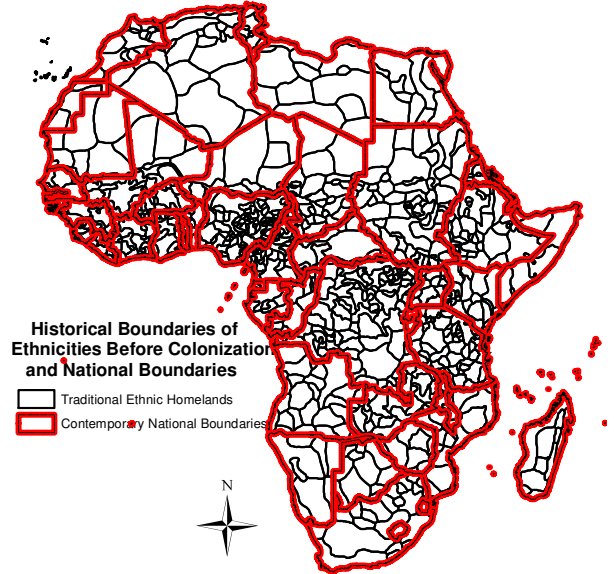 Historical Boundaries of
Ethnicities Before Colonization
and National Boundaries
Traditional Ethnic Homelands
Contemporary National Boundaries
N